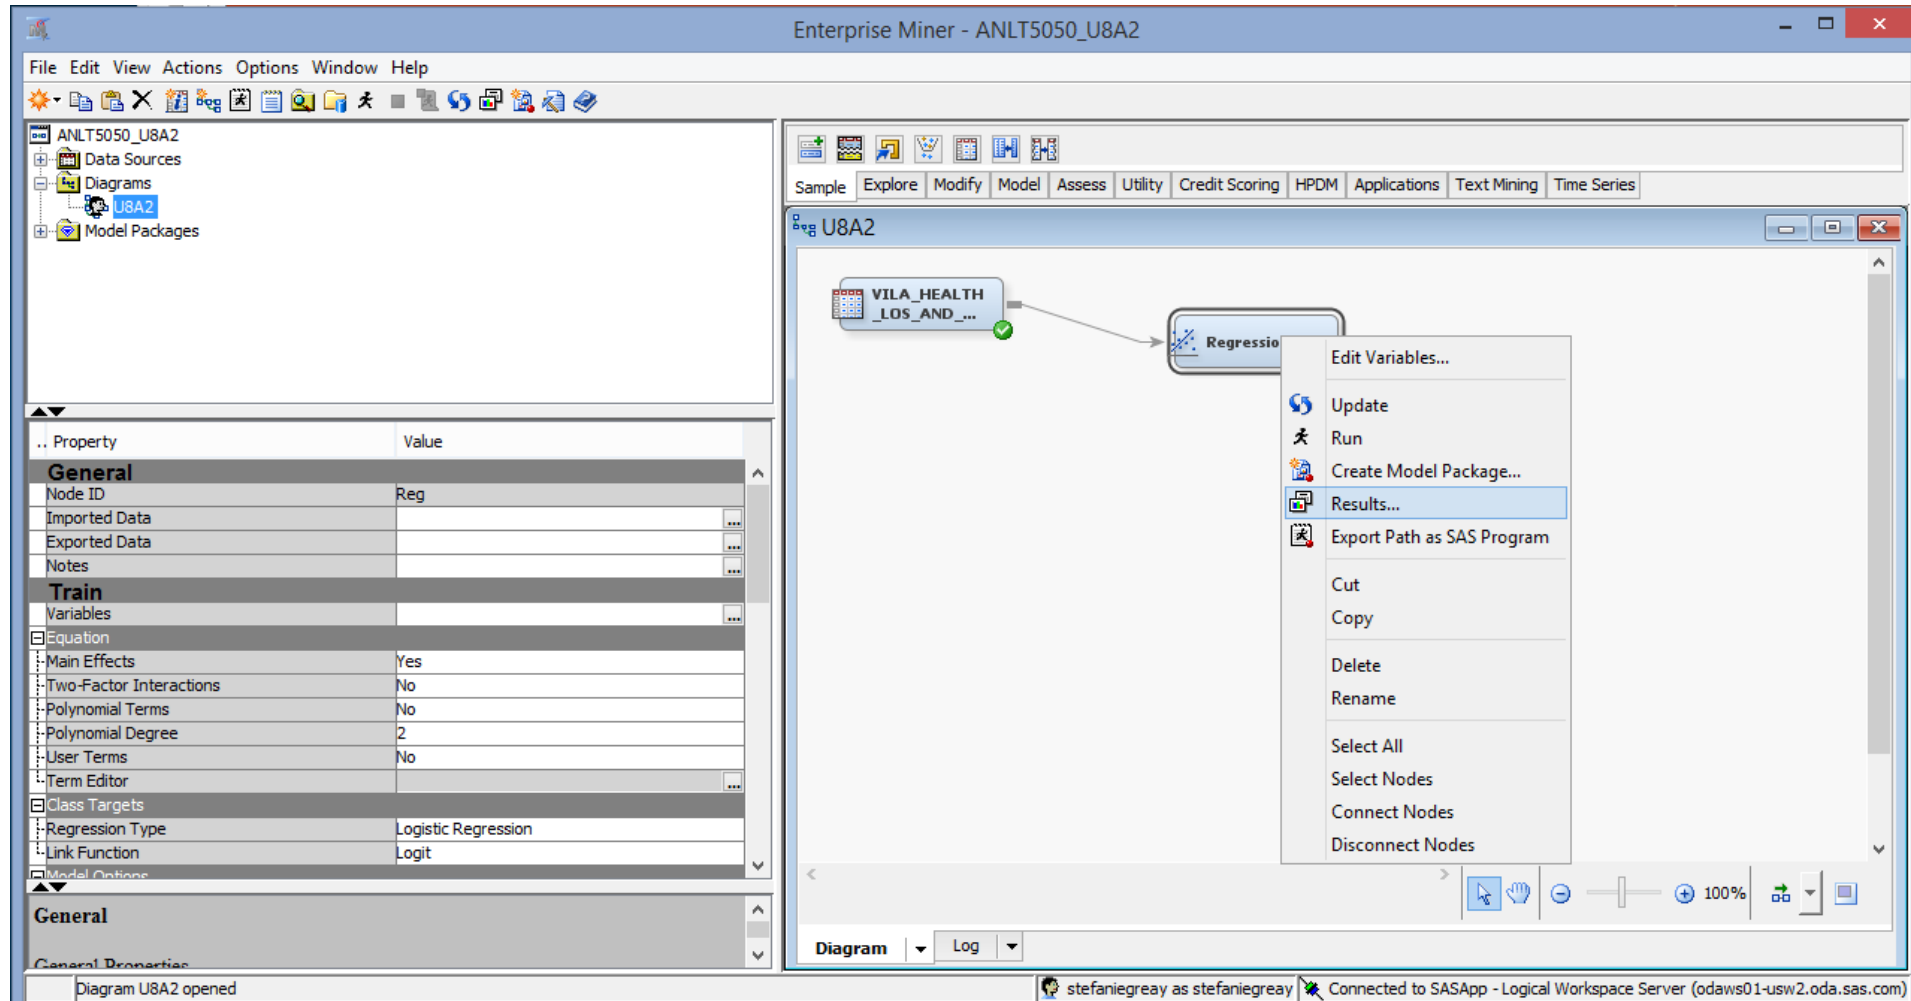 Enterprise Miner - ANLT5050_U8A2
File Edit View Actions Options Window Help
ANLT5050_U8A2
Data Sources
Diagrams
U8A2
Model Packages
.. Property Value
General
Node ID Reg
Imported Data ...
Exported Data ...
Notes ...
Train
Variables ...
Equation
Main Effects Yes
Two-Factor Interactions No
Polynomial Terms No
Polynomial Degree 2
User Terms No
Term Editor ...
Class Targets
Regression Type Logistic Regression
Link Function Logit
Model Options
General
General Properties
Sample Explore Modify Model Assess Utility Credit Scoring HPDM Applications Text Mining Time Series
U8A2
VILA_HEALTH
_LOS_AND_...
Regressio
Edit Variables...
Update
Run
Create Model Package...
Results...
Export Path as SAS Program
Cut
Copy
Delete
Rename
Select All
Select Nodes
Connect Nodes
Disconnect Nodes
100%
Diagram Log
Diagram U8A2 opened
stefaniegreay as stefaniegreay Connected to SASApp - Logical Workspace Server (odaws01-usw2.oda.sas.com)